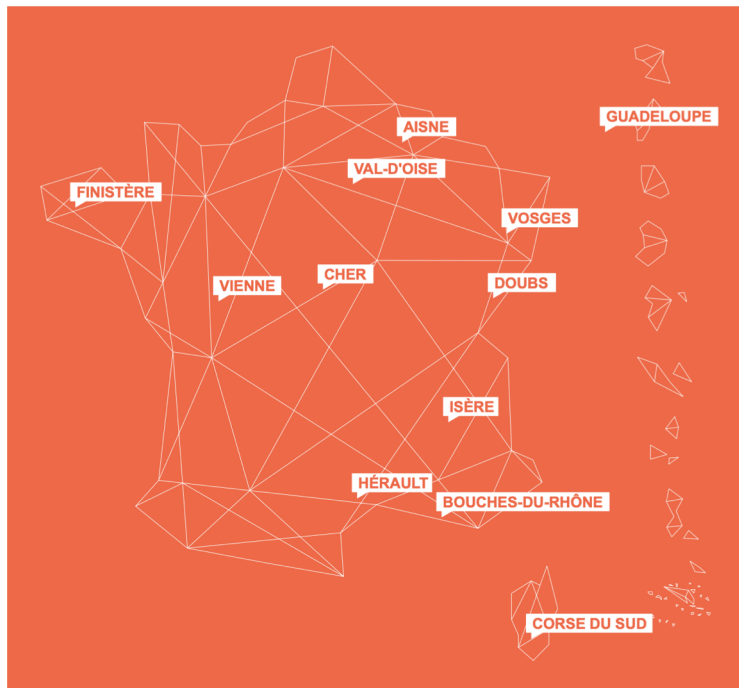 GUADELOUPE
AISNE
VAL-D'OISE
FINISTÈRE
VOSGES
CHER
VIENNE
DOUBS
ISÈRE
HÉRAULT
BOUCHES-DU-RHÔNE
CORSE DU SUD